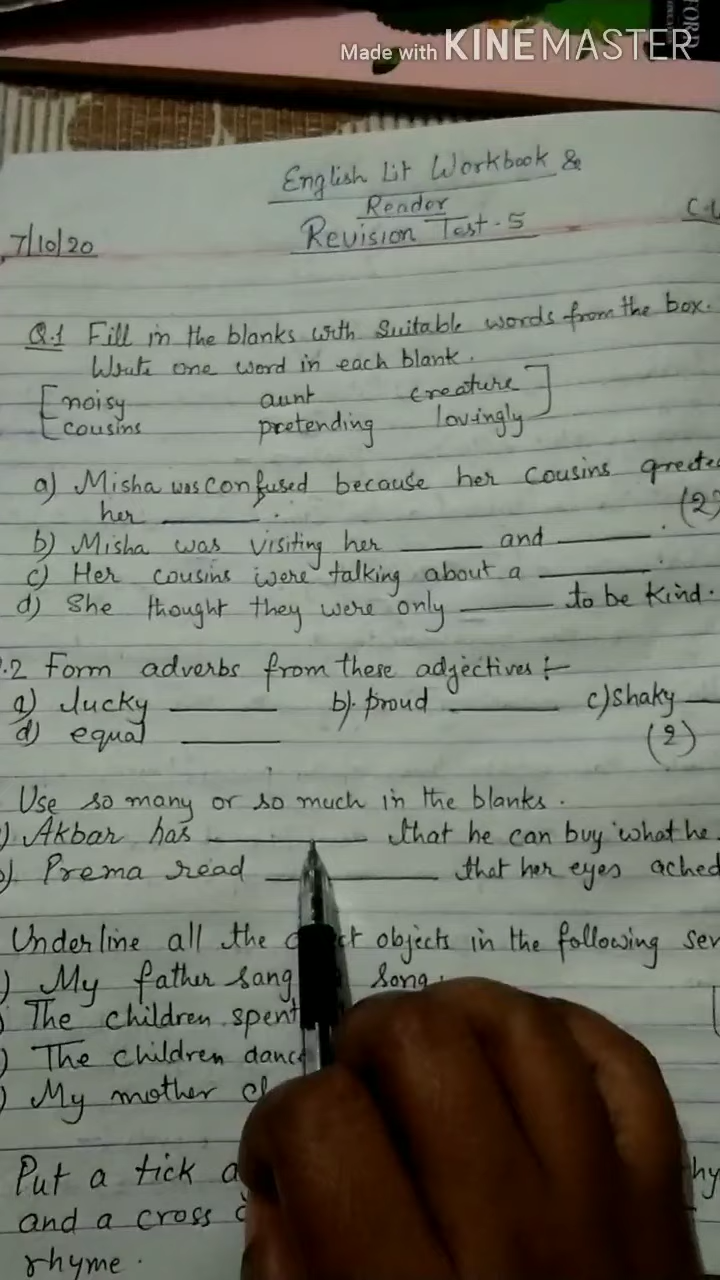 Made with KINEMASTER
FORD
English Lit Workbook &
Reader
Revision Test-5
7/10/20
Q.1 Fill in the blanks with suitable words from the box.
Write one word in each blank.
noisy aunt creature
cousins pretending lovingly
a) Misha was confused because her cousins greete
her ______ .
(2)
b) Misha was visiting her ______ and ______ .
c) Her cousins were talking about a ______ .
d) She thought they were only ______ to be kind.
.2 Form adverbs from these adjectives :-
a) lucky ______ b). proud ______ c) shaky
d) equal ______ (2)
Use so many or so much in the blanks.
) Akbar has ______ that he can buy what he
). Prema read ______ that her eyes ached
Underline all the objects in the following
) My father sang song.
) The children spent
) The children
) My mother
Put a tick
and a cross
rhyme.